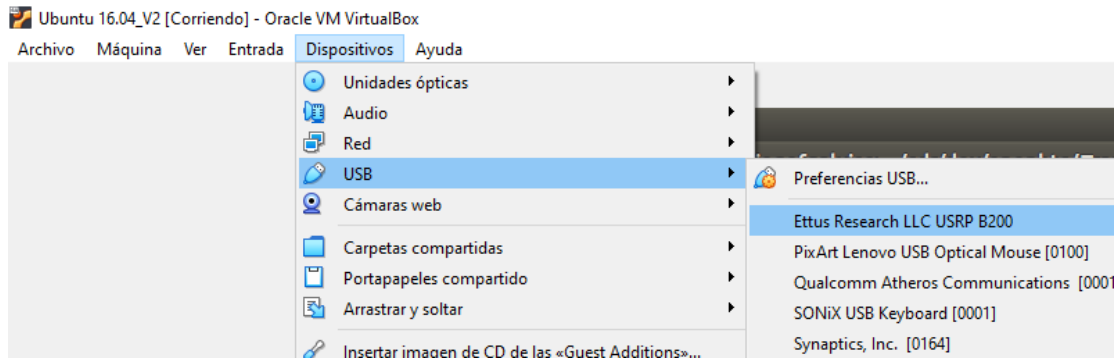 Ubuntu 16.04_V2 [Corriendo] - Oracle VM VirtualBox
Archivo Máquina Ver Entrada Dispositivos Ayuda
Unidades ópticas
Audio
Red
USB
Cámaras web
Carpetas compartidas
Portapapeles compartido
Arrastrar y soltar
Insertar imagen de CD de las «Guest Additions»...
Preferencias USB...
Ettus Research LLC USRP B200
PixArt Lenovo USB Optical Mouse [0100]
Qualcomm Atheros Communications [0001
SONiX USB Keyboard [0001]
Synaptics, Inc. [0164]